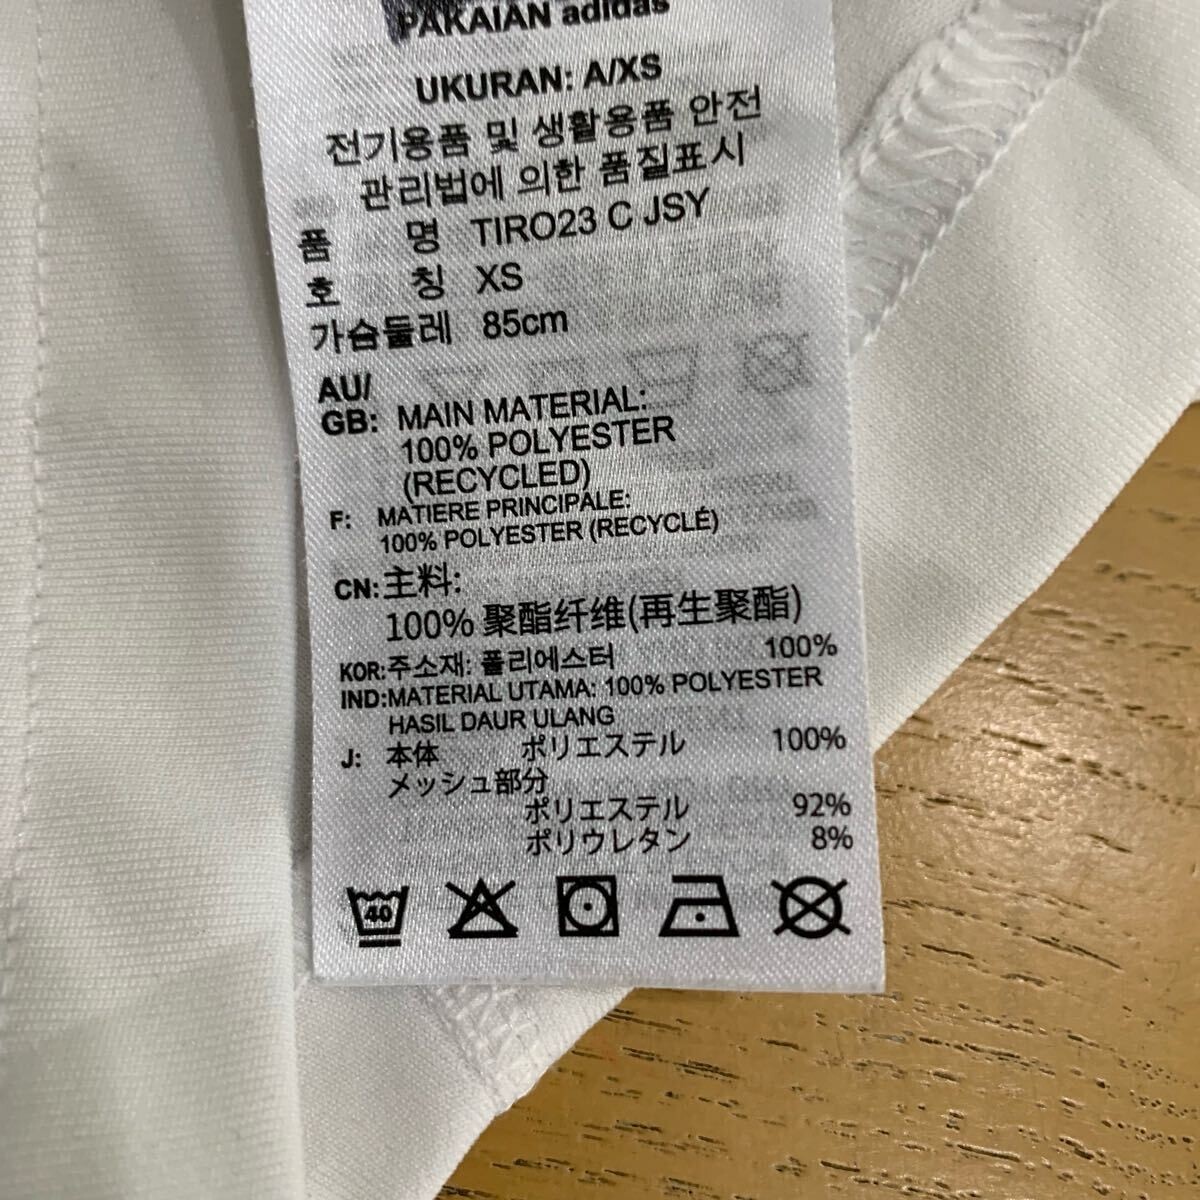 PAKAIAN adidas
UKURAN: A/XS
전기용품 및 생활용품 안전
관리법에 의한 품질표시
품 명 TIRO23 C JSY
호 칭 XS
가슴둘레 85cm
AU/
GB: MAIN MATERIAL:
100% POLYESTER
(RECYCLED)
F: MATIERE PRINCIPALE:
100% POLYESTER (RECYCLÉ)
CN: 主料:
100% 聚酯纤维(再生聚酯)
KOR: 주소재: 폴리에스터 100%
IND: MATERIAL UTAMA: 100% POLYESTER
HASIL DAUR ULANG
J: 本体 ポリエステル 100%
メッシュ部分
ポリエステル 92%
ポリウレタン 8%
40